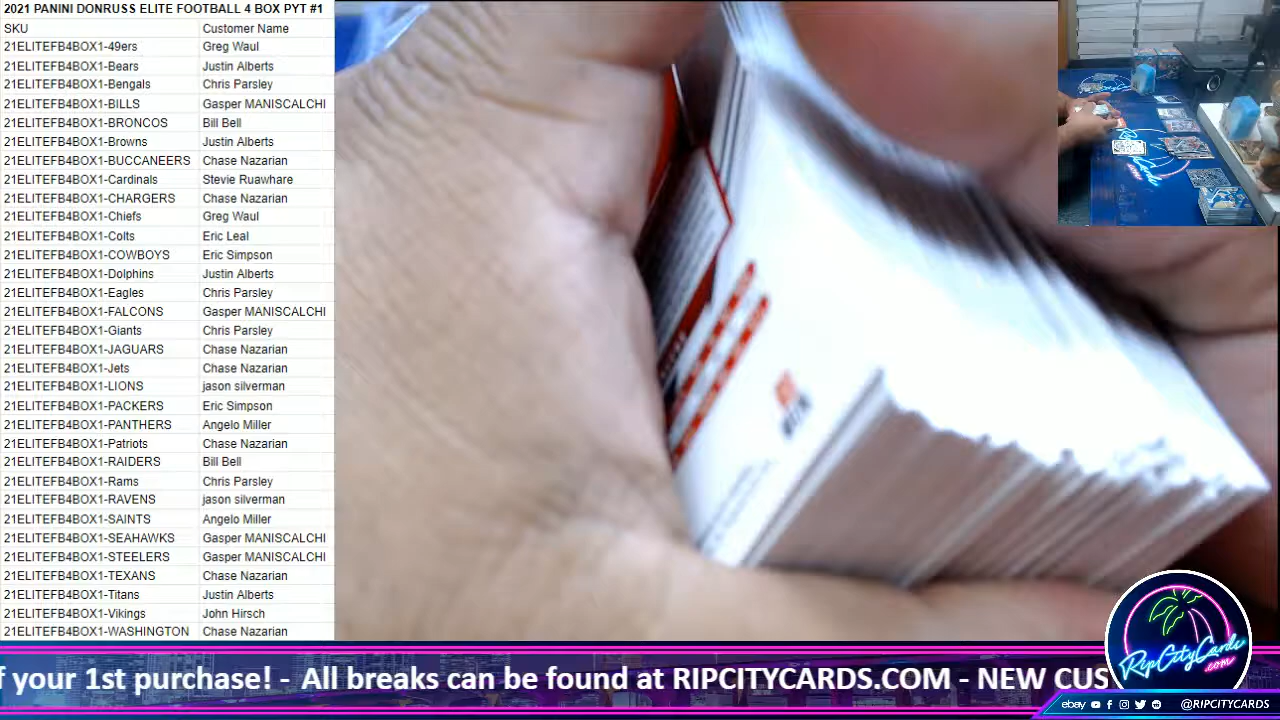 2021 PANINI DONRUSS ELITE FOOTBALL 4 BOX PYT #1
SKU Customer Name
21ELITEFB4BOX1-49ers Greg Waul
21ELITEFB4BOX1-Bears Justin Alberts
21ELITEFB4BOX1-Bengals Chris Parsley
21ELITEFB4BOX1-BILLS Gasper MANISCALCHI
21ELITEFB4BOX1-BRONCOS Bill Bell
21ELITEFB4BOX1-Browns Justin Alberts
21ELITEFB4BOX1-BUCCANEERS Chase Nazarian
21ELITEFB4BOX1-Cardinals Stevie Ruawhare
21ELITEFB4BOX1-CHARGERS Chase Nazarian
21ELITEFB4BOX1-Chiefs Greg Waul
21ELITEFB4BOX1-Colts Eric Leal
21ELITEFB4BOX1-COWBOYS Eric Simpson
21ELITEFB4BOX1-Dolphins Justin Alberts
21ELITEFB4BOX1-Eagles Chris Parsley
21ELITEFB4BOX1-FALCONS Gasper MANISCALCHI
21ELITEFB4BOX1-Giants Chris Parsley
21ELITEFB4BOX1-JAGUARS Chase Nazarian
21ELITEFB4BOX1-Jets Chase Nazarian
21ELITEFB4BOX1-LIONS jason silverman
21ELITEFB4BOX1-PACKERS Eric Simpson
21ELITEFB4BOX1-PANTHERS Angelo Miller
21ELITEFB4BOX1-Patriots Chase Nazarian
21ELITEFB4BOX1-RAIDERS Bill Bell
21ELITEFB4BOX1-Rams Chris Parsley
21ELITEFB4BOX1-RAVENS jason silverman
21ELITEFB4BOX1-SAINTS Angelo Miller
21ELITEFB4BOX1-SEAHAWKS Gasper MANISCALCHI
21ELITEFB4BOX1-STEELERS Gasper MANISCALCHI
21ELITEFB4BOX1-TEXANS Chase Nazarian
21ELITEFB4BOX1-Titans Justin Alberts
21ELITEFB4BOX1-Vikings John Hirsch
21ELITEFB4BOX1-WASHINGTON Chase Nazarian
RipCityCards
.com
f your 1st purchase! - All breaks can be found at RIPCITYCARDS.COM - NEW CUS
ebay @RIPCITYCARDS